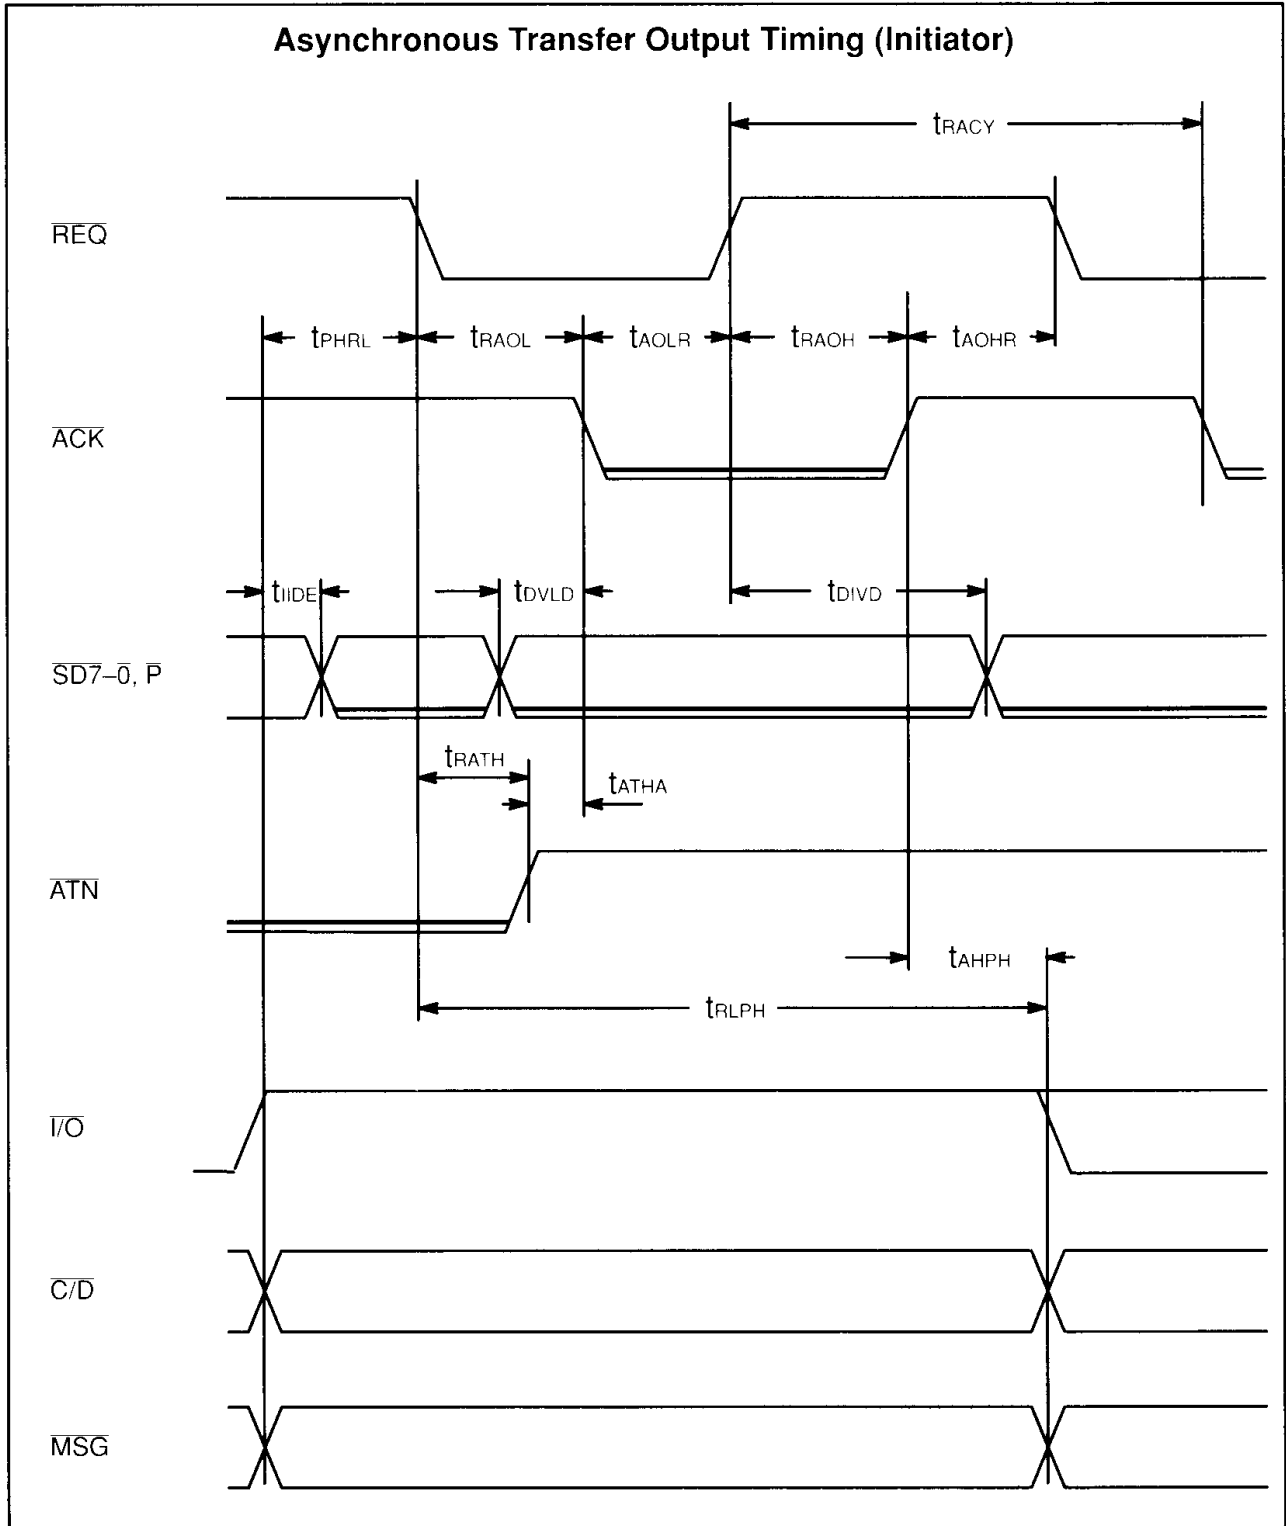 Asynchronous Transfer Output Timing (Initiator)
tRACY
REQ
tPHRL tRAOL tAOLR tRAOH tAOHR
ACK
tIIDE tDVLD tDIVD
SD7–0, P
tRATH
tATHA
ATN
tAHPH
tRLPH
I/O
C/D
MSG